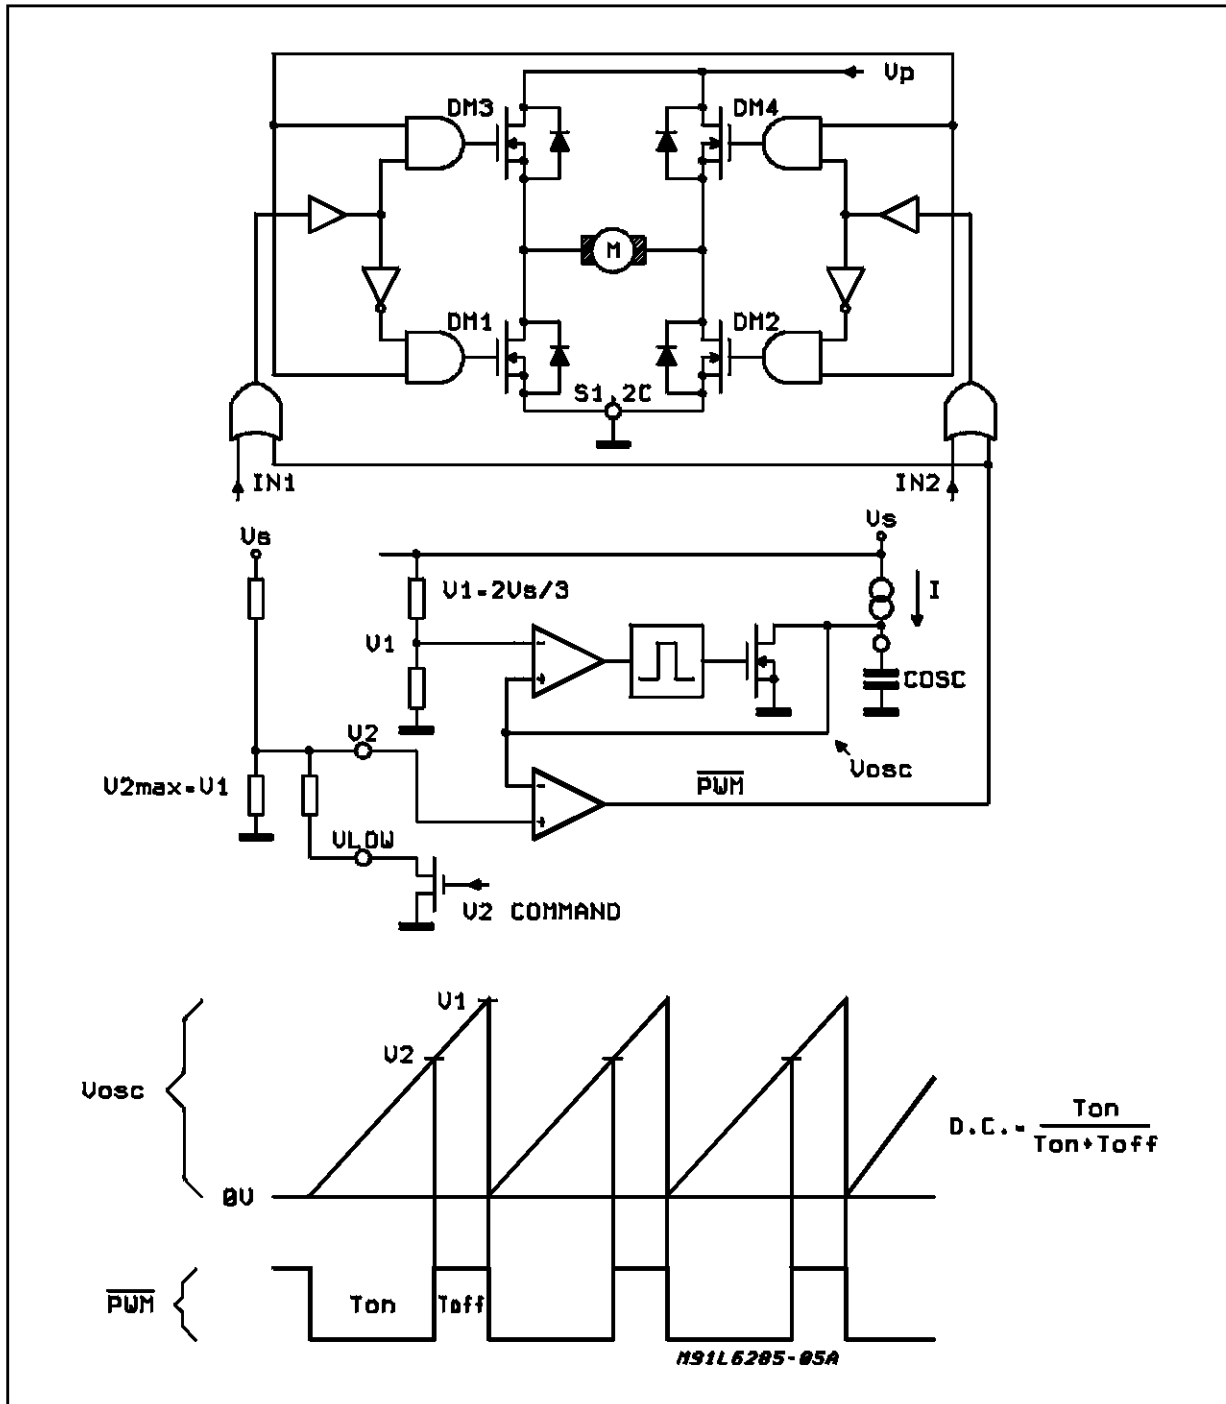 Vp
DM3
DM4
M
DM1
DM2
S1,2C
IN1
IN2
Vs
Vs
V1=2Vs/3
I
V1
COSC
V2
Vosc
V2max=V1
PWM
VLOW
V2 COMMAND
V1
V2
Vosc
D.C.= Ton
Ton+Toff
0V
PWM
Ton
Toff
M91L6285-05A